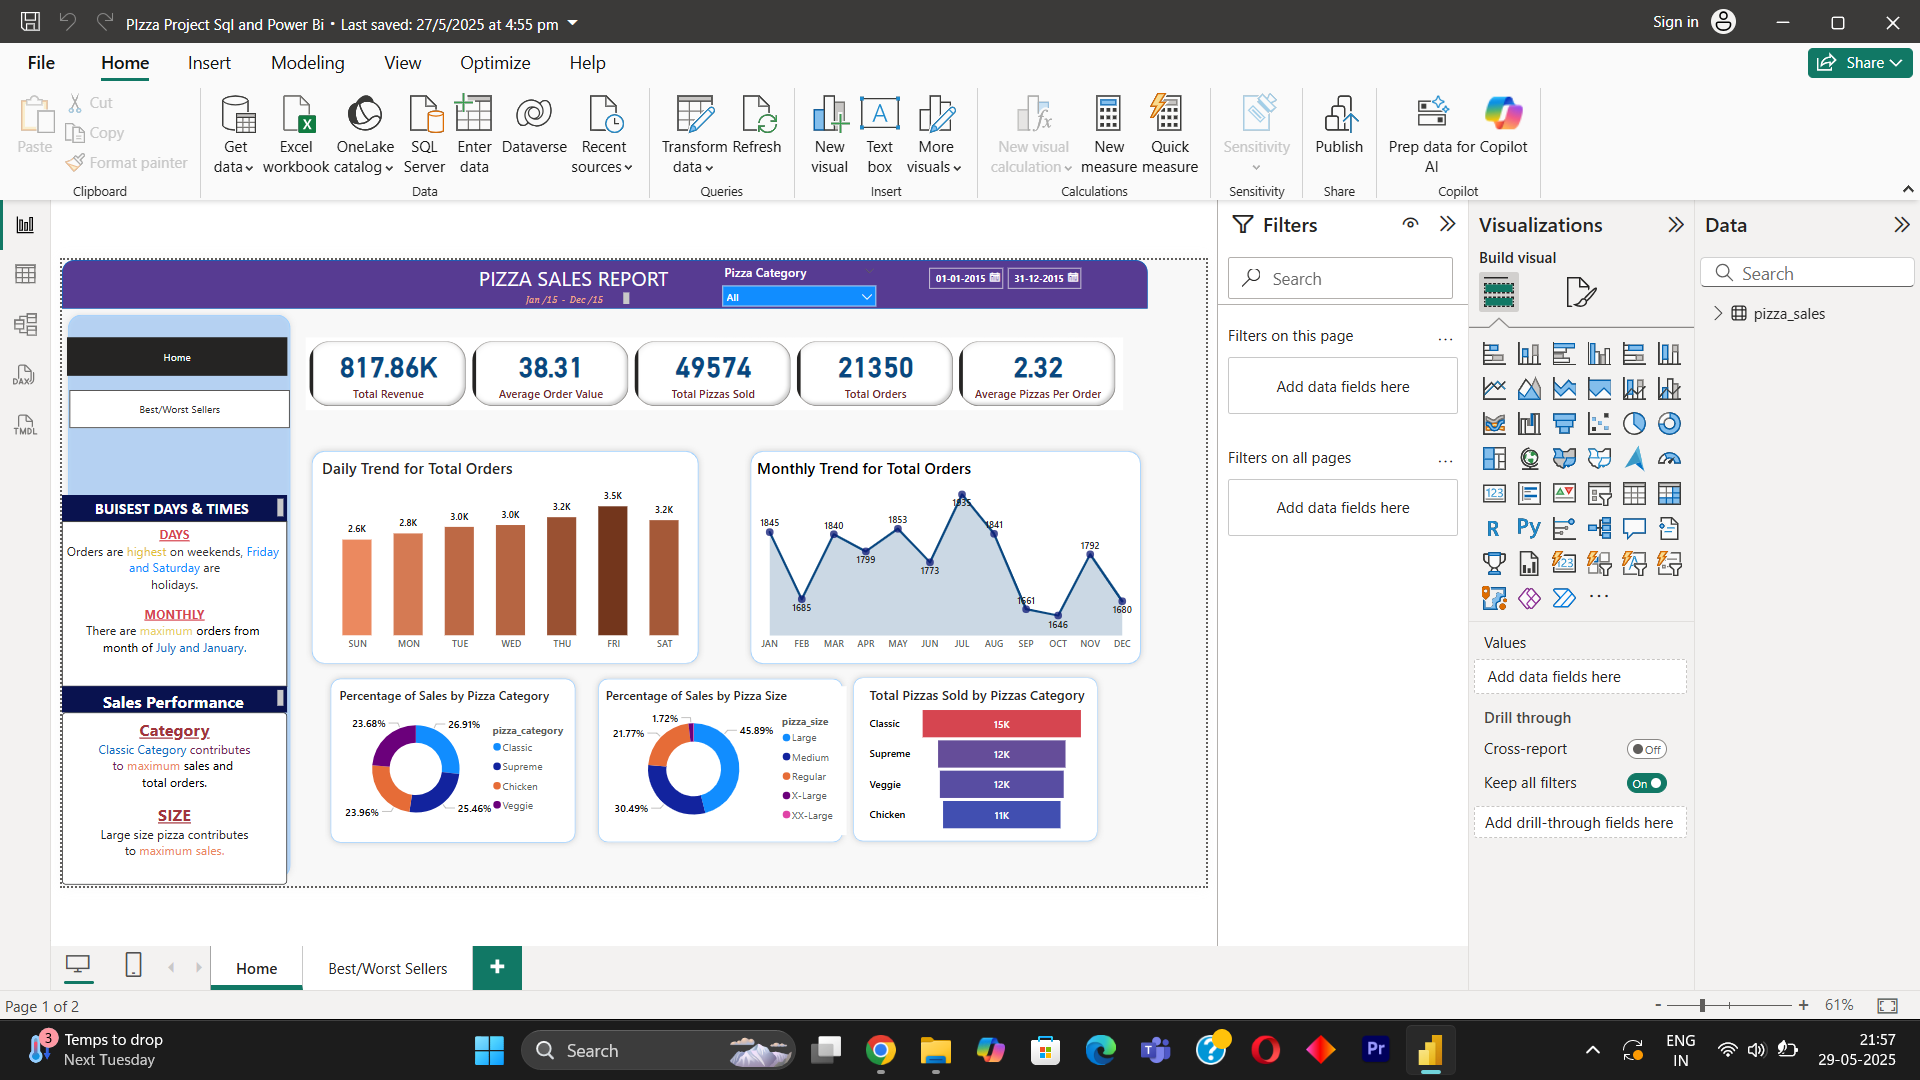 PIzza Project Sql and Power Bi • Last saved: 27/5/2025 at 4:55 pm
Sign in
File
Home
Insert
Modeling
View
Optimize
Help
Share
Paste
Cut
Copy
Format painter
Clipboard
Get data
Excel workbook
OneLake catalog
SQL Server
Enter data
Dataverse
Recent sources
Data
Transform data
Refresh
Queries
New visual
Text box
More visuals
Insert
New visual calculation
New measure
Quick measure
Calculations
Sensitivity
Sensitivity
Publish
Share
Prep data for AI
Copilot
Copilot
DAX
TMDL
PIZZA SALES REPORT
Jan /15 - Dec /15
Pizza Category
All
01-01-2015
31-12-2015
Home
Best/Worst Sellers
817.86K
Total Revenue
38.31
Average Order Value
49574
Total Pizzas Sold
21350
Total Orders
2.32
Average Pizzas Per Order
BUISEST DAYS & TIMES
DAYS
Orders are highest on weekends, Friday
and Saturday are
holidays.
MONTHLY
There are maximum orders from
month of July and January.
Sales Performance
Category
Classic Category contributes
to maximum sales and
total orders.
SIZE
Large size pizza contributes
to maximum sales.
Daily Trend for Total Orders
2.6K
2.8K
3.0K
3.0K
3.2K
3.5K
3.2K
SUN
MON
TUE
WED
THU
FRI
SAT
Monthly Trend for Total Orders
1845
1685
1840
1799
1853
1773
1935
1841
1661
1646
1792
1680
JAN
FEB
MAR
APR
MAY
JUN
JUL
AUG
SEP
OCT
NOV
DEC
Percentage of Sales by Pizza Category
23.68%
26.91%
23.96%
25.46%
pizza_category
Classic
Supreme
Chicken
Veggie
Percentage of Sales by Pizza Size
1.72%
21.77%
45.89%
30.49%
pizza_size
Large
Medium
Regular
X-Large
XX-Large
Total Pizzas Sold by Pizzas Category
Classic
15K
Supreme
12K
Veggie
12K
Chicken
11K
Filters
Search
Filters on this page
...
Add data fields here
Filters on all pages
...
Add data fields here
Visualizations
Build visual
123
R
Py
123
...
Values
Add data fields here
Drill through
Cross-report
Off
Keep all filters
On
Add drill-through fields here
Data
Search
pizza_sales
Home
Best/Worst Sellers
+
Page 1 of 2
- + 61%
3
Temps to drop
Next Tuesday
Search
Pr
ENG
IN
21:57
29-05-2025